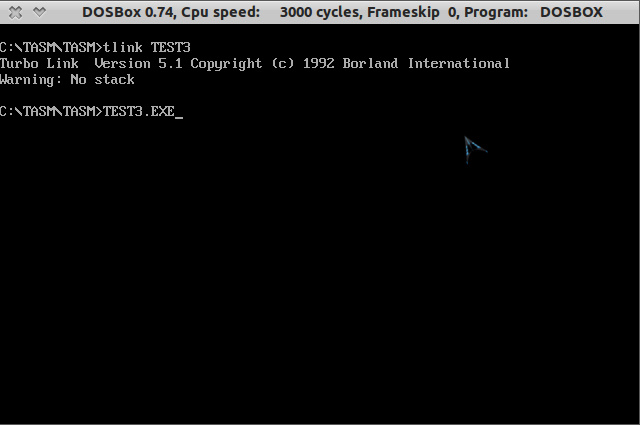 DOSBox 0.74, Cpu speed: 3000 cycles, Frameskip 0, Program: DOSBOX
C:\TASM\TASM>tlink TEST3
Turbo Link Version 5.1 Copyright (c) 1992 Borland International
Warning: No stack
C:\TASM\TASM>TEST3.EXE_